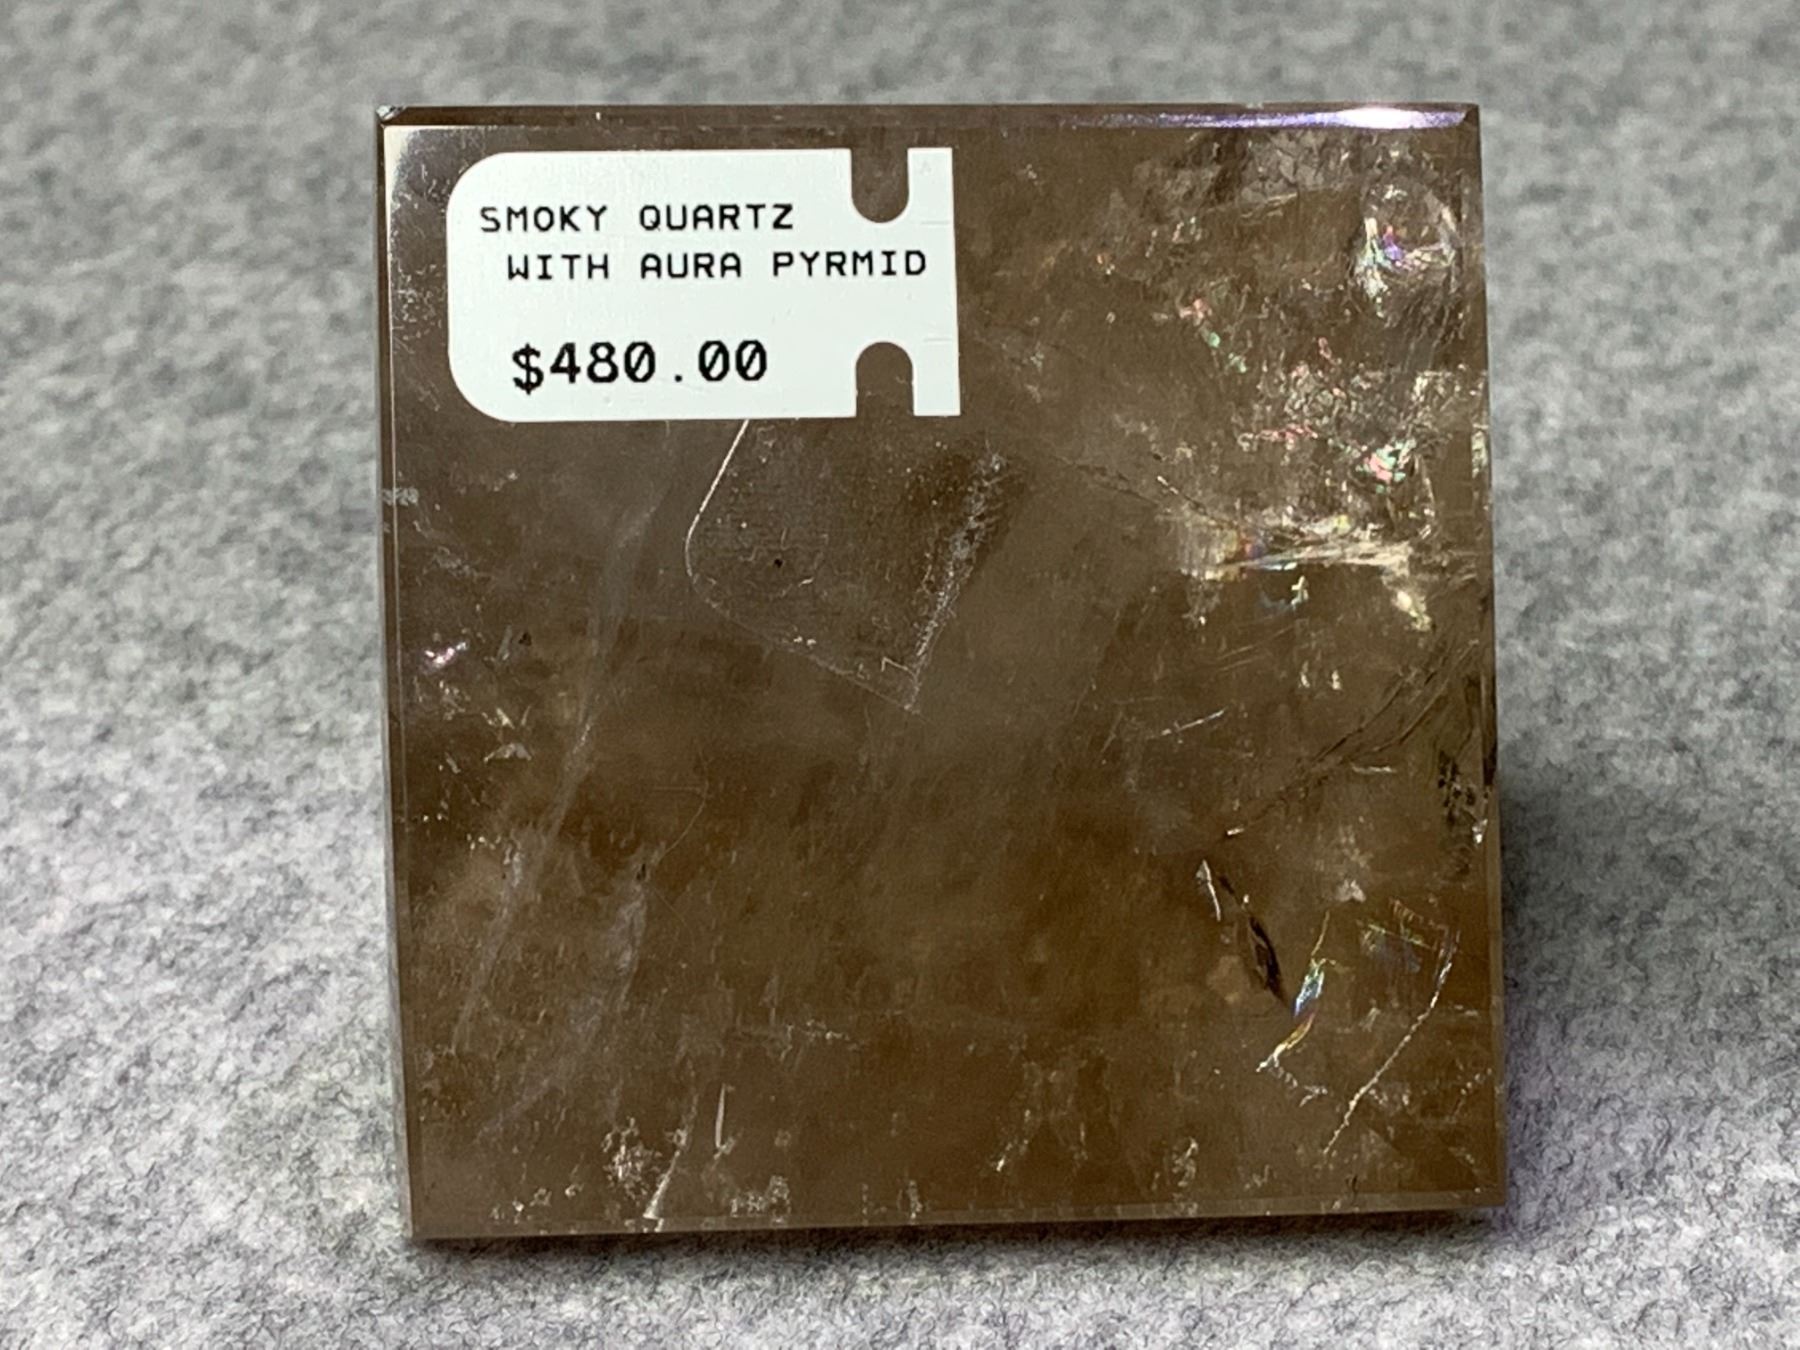 SMOKY QUARTZ
WITH AURA PYRMID
$480.00